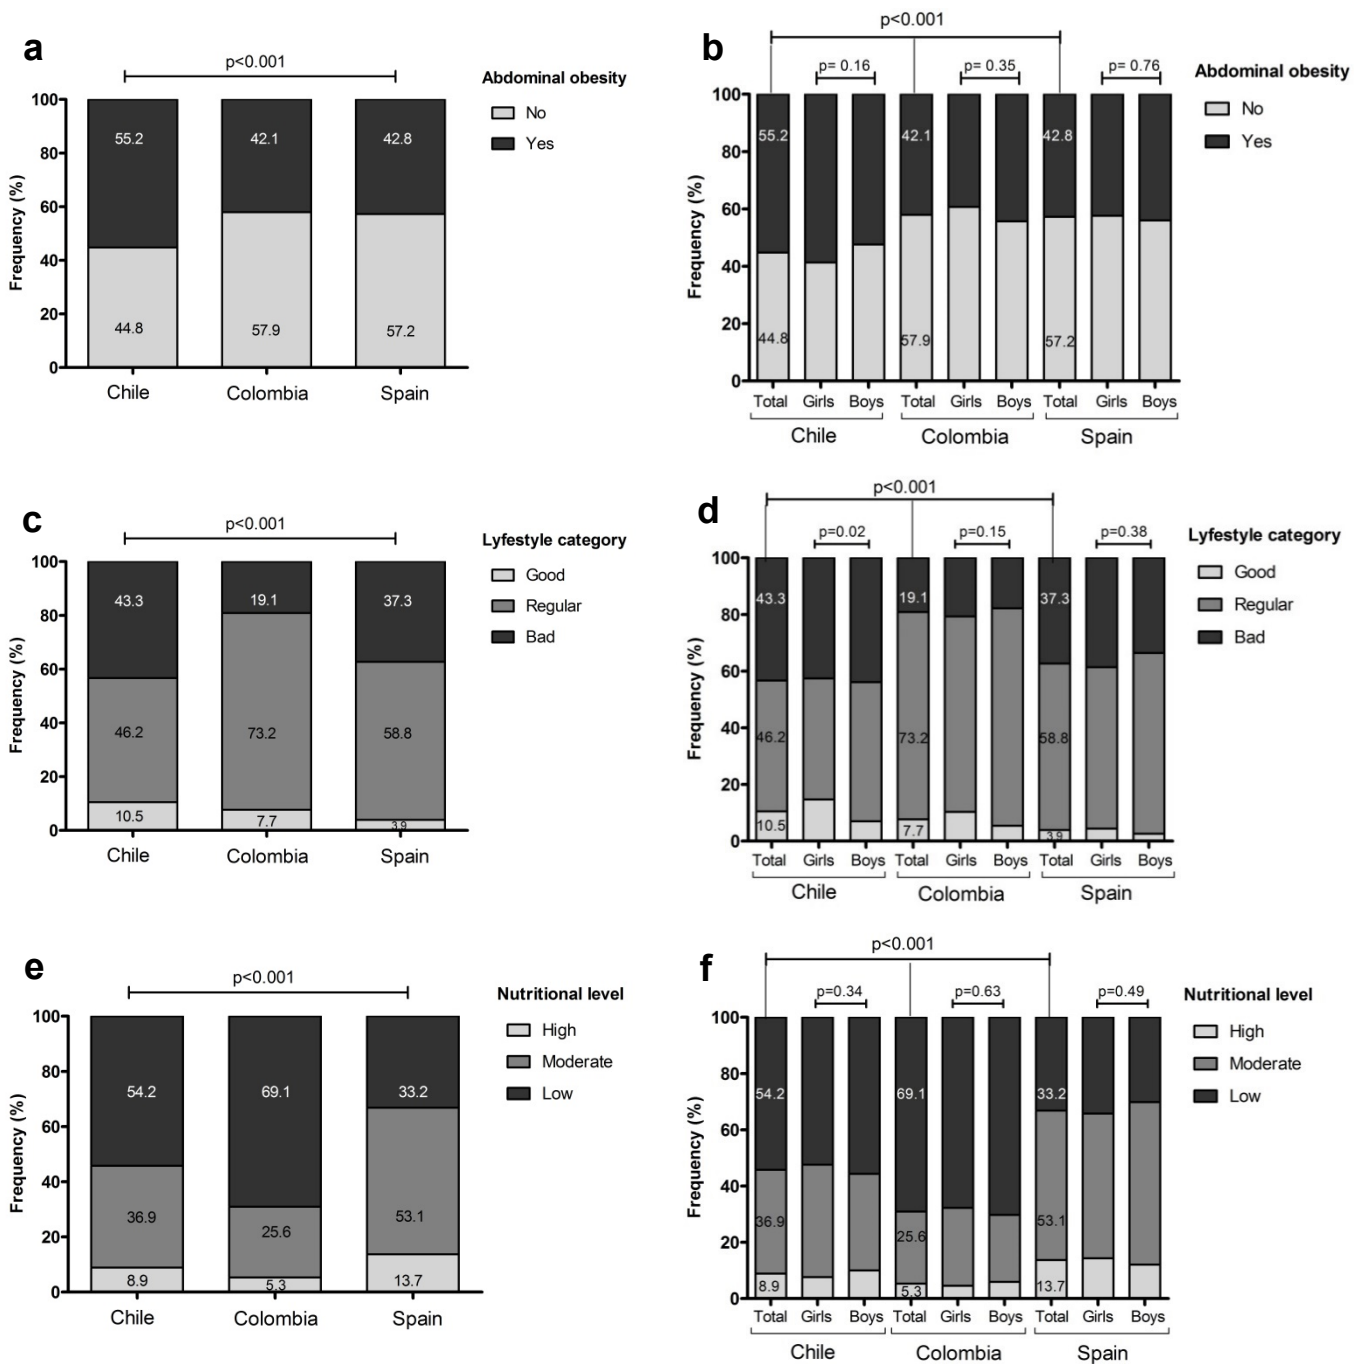 a
p<0.001
Abdominal obesity
No
Yes
Frequency (%)
100
80
60
40
20
0
55.2 42.1 42.8
44.8 57.9 57.2
Chile Colombia Spain
b
p<0.001
p= 0.16 p= 0.35 p= 0.76
Abdominal obesity
No
Yes
Frequency (%)
100
80
60
40
20
0
55.2 42.1 42.8
44.8 57.9 57.2
Total Girls Boys Total Girls Boys Total Girls Boys
Chile Colombia Spain
c
p<0.001
Lyfestyle category
Good
Regular
Bad
Frequency (%)
100
80
60
40
20
0
43.3 19.1 37.3
46.2 73.2 58.8
10.5 7.7 3.9
Chile Colombia Spain
d
p<0.001
p=0.02 p=0.15 p=0.38
Lyfestyle category
Good
Regular
Bad
Frequency (%)
100
80
60
40
20
0
43.3 19.1 37.3
46.2 73.2 58.8
10.5 7.7 3.9
Total Girls Boys Total Girls Boys Total Girls Boys
Chile Colombia Spain
e
p<0.001
Nutritional level
High
Moderate
Low
Frequency (%)
100
80
60
40
20
0
54.2 69.1 33.2
36.9 25.6 53.1
8.9 5.3 13.7
Chile Colombia Spain
f
p<0.001
p=0.34 p=0.63 p=0.49
Nutritional level
High
Moderate
Low
Frequency (%)
100
80
60
40
20
0
54.2 69.1 33.2
36.9 25.6 53.1
8.9 5.3 13.7
Total Girls Boys Total Girls Boys Total Girls Boys
Chile Colombia Spain